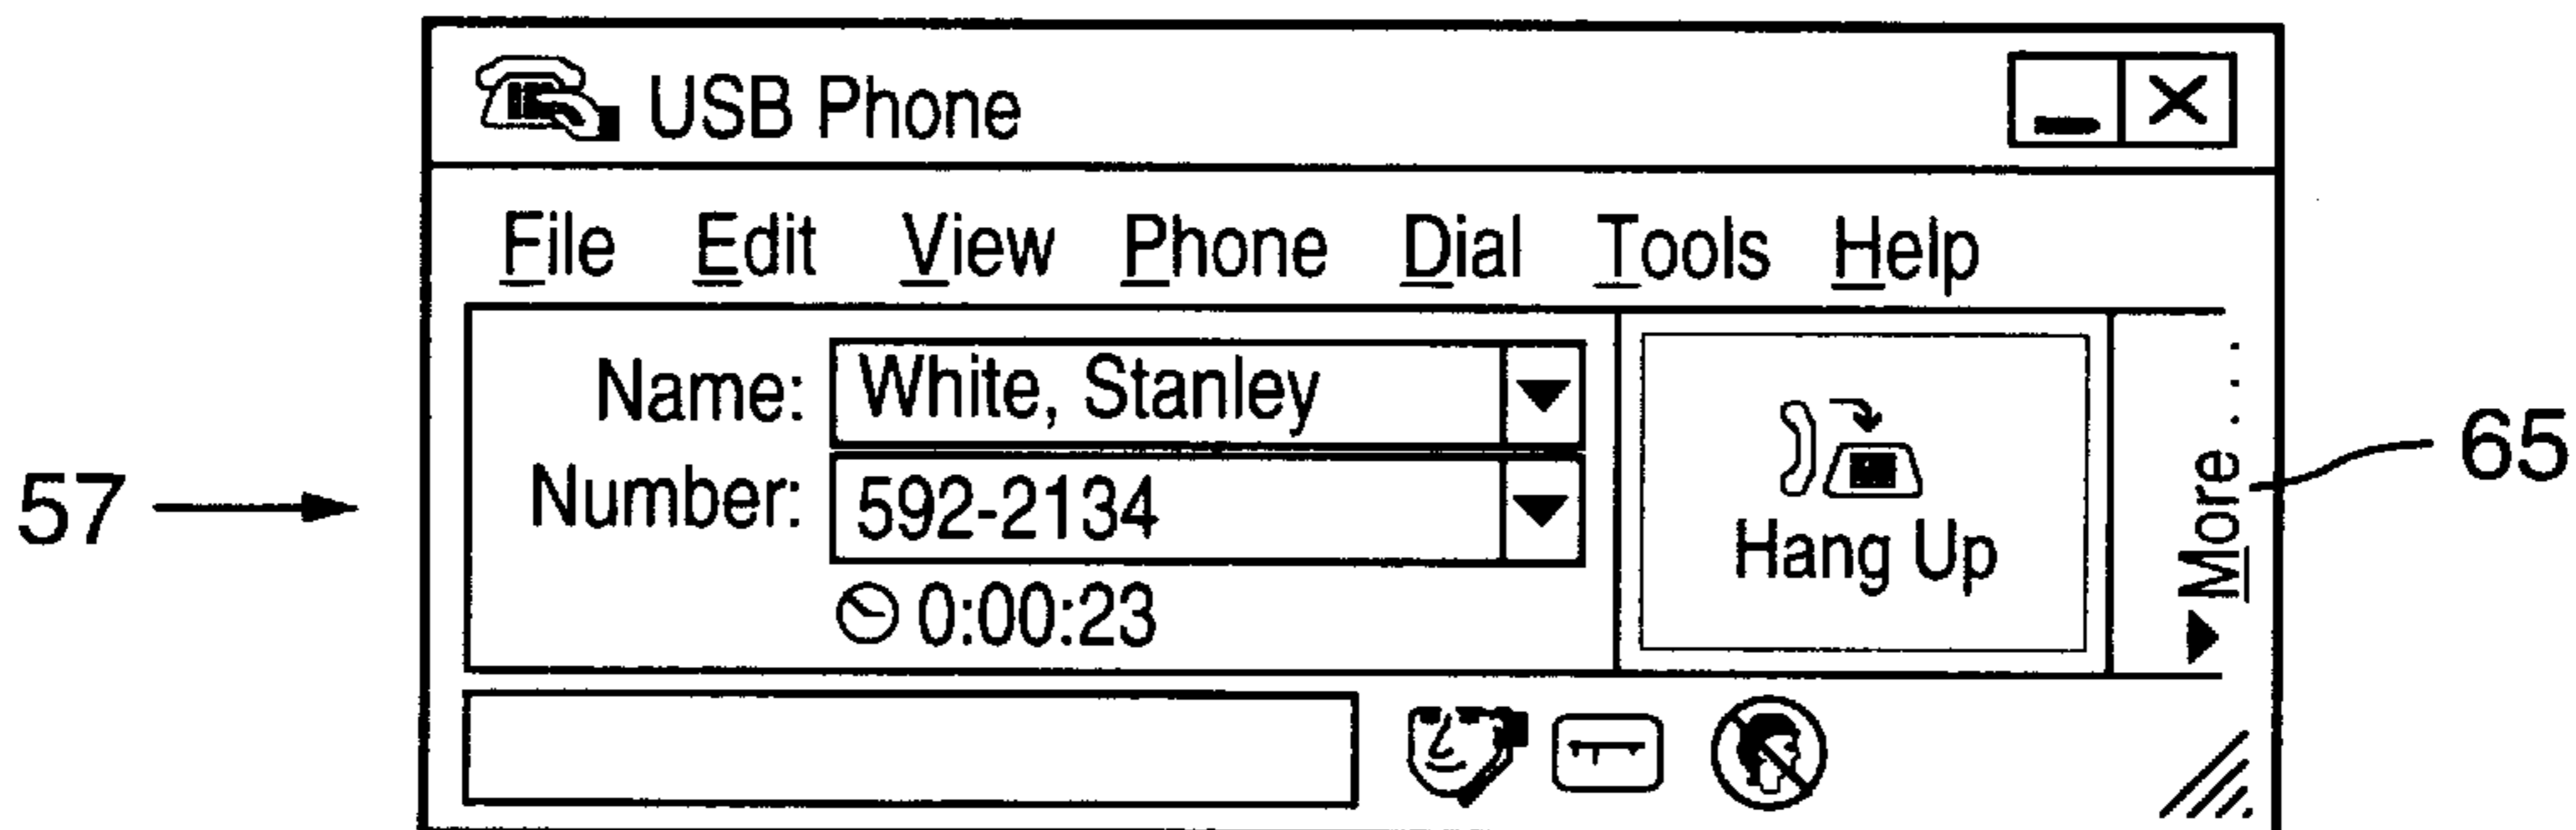 USB Phone
File Edit View Phone Dial Tools Help
Name: White, Stanley
Number: 592-2134
0:00:23
Hang Up
More . . .
57
65